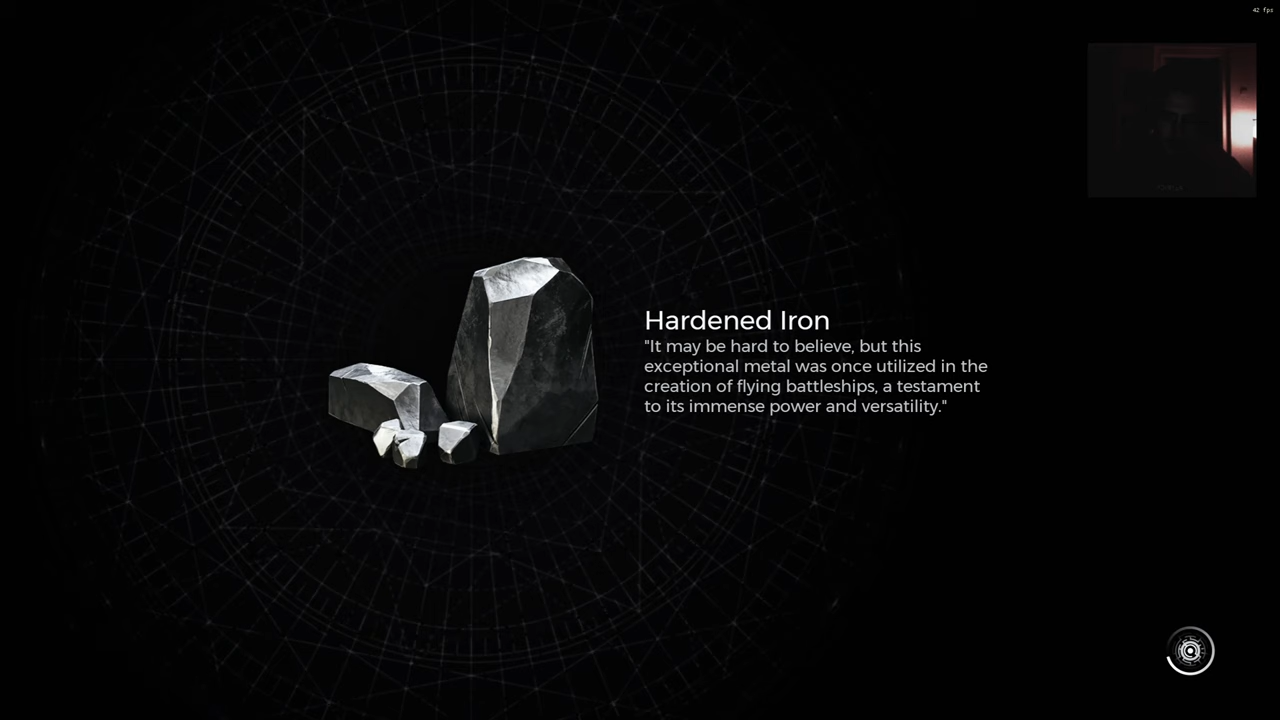 42 fps
Hardened Iron
"It may be hard to believe, but this
exceptional metal was once utilized in the
creation of flying battleships, a testament
to its immense power and versatility."